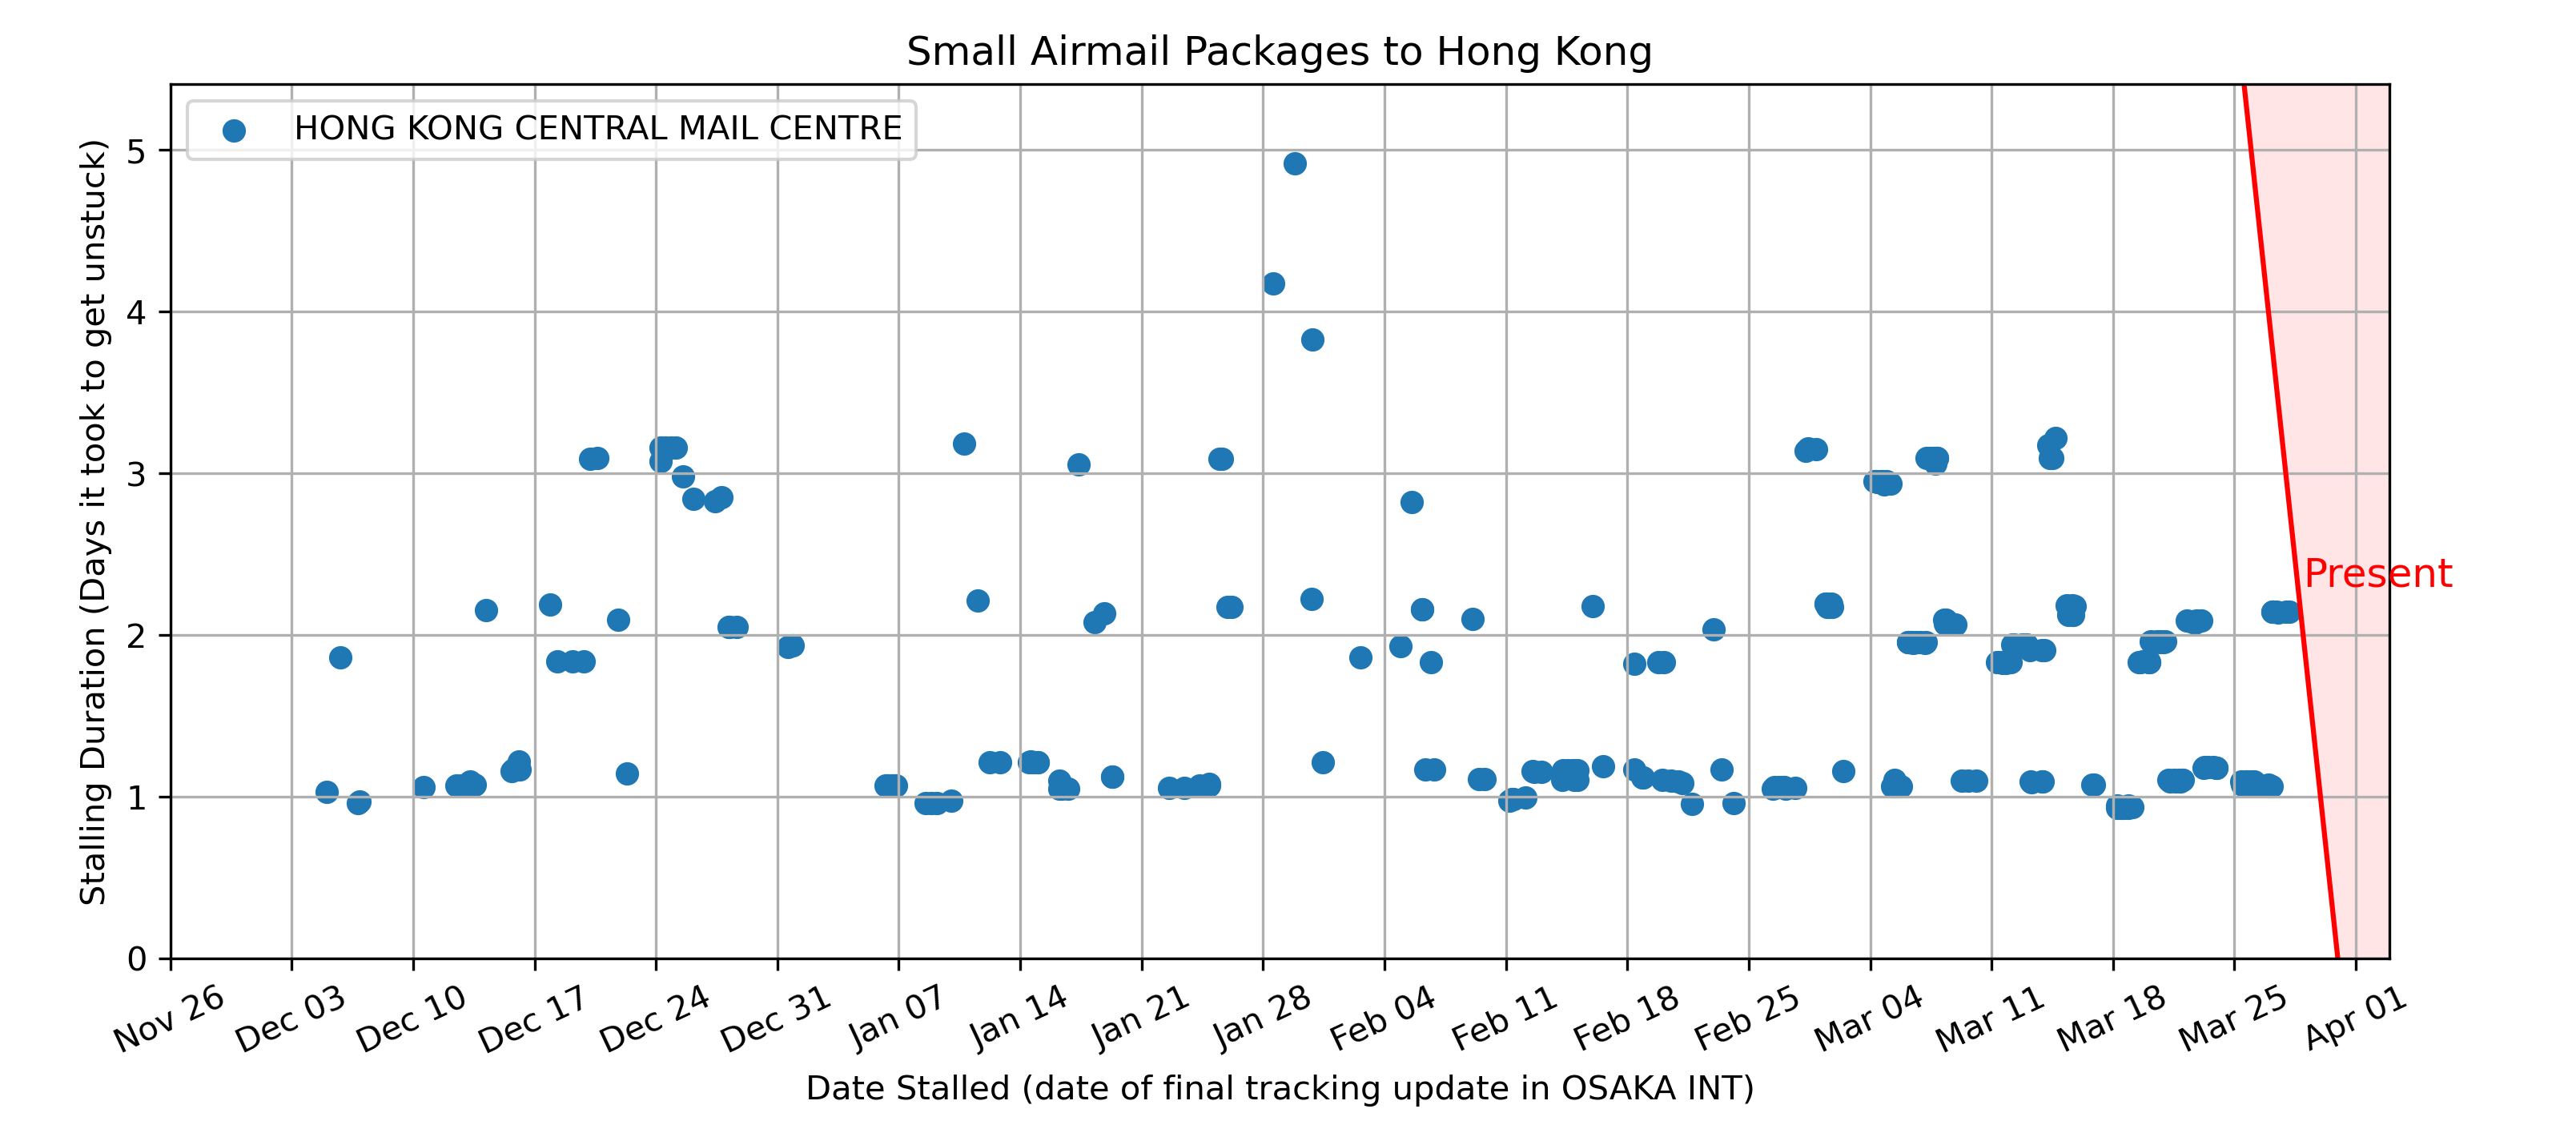 Small Airmail Packages to Hong Kong
HONG KONG CENTRAL MAIL CENTRE
Stalling Duration (Days it took to get unstuck)
5
4
3
2
1
0
Present
Nov 26
Dec 03
Dec 10
Dec 17
Dec 24
Dec 31
Jan 07
Jan 14
Jan 21
Jan 28
Feb 04
Feb 11
Feb 18
Feb 25
Mar 04
Mar 11
Mar 18
Mar 25
Apr 01
Date Stalled (date of final tracking update in OSAKA INT)